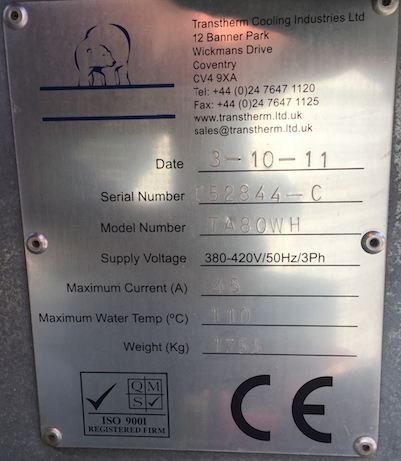 Transtherm Cooling Industries Ltd
12 Banner Park
Wickmans Drive
Coventry
CV4 9XA
Tel: +44 (0)24 7647 1120
Fax: +44 (0)24 7647 1125
www.transtherm.ltd.uk
sales@transtherm.ltd.uk
Date 3-10-11
Serial Number T52844-C
Model Number TA80WH
Supply Voltage 380-420V/50Hz/3Ph
Maximum Current (A)
Maximum Water Temp (ºC) 110
Weight (Kg)
QM
S
ISO 9001
REGISTERED FIRM
CE